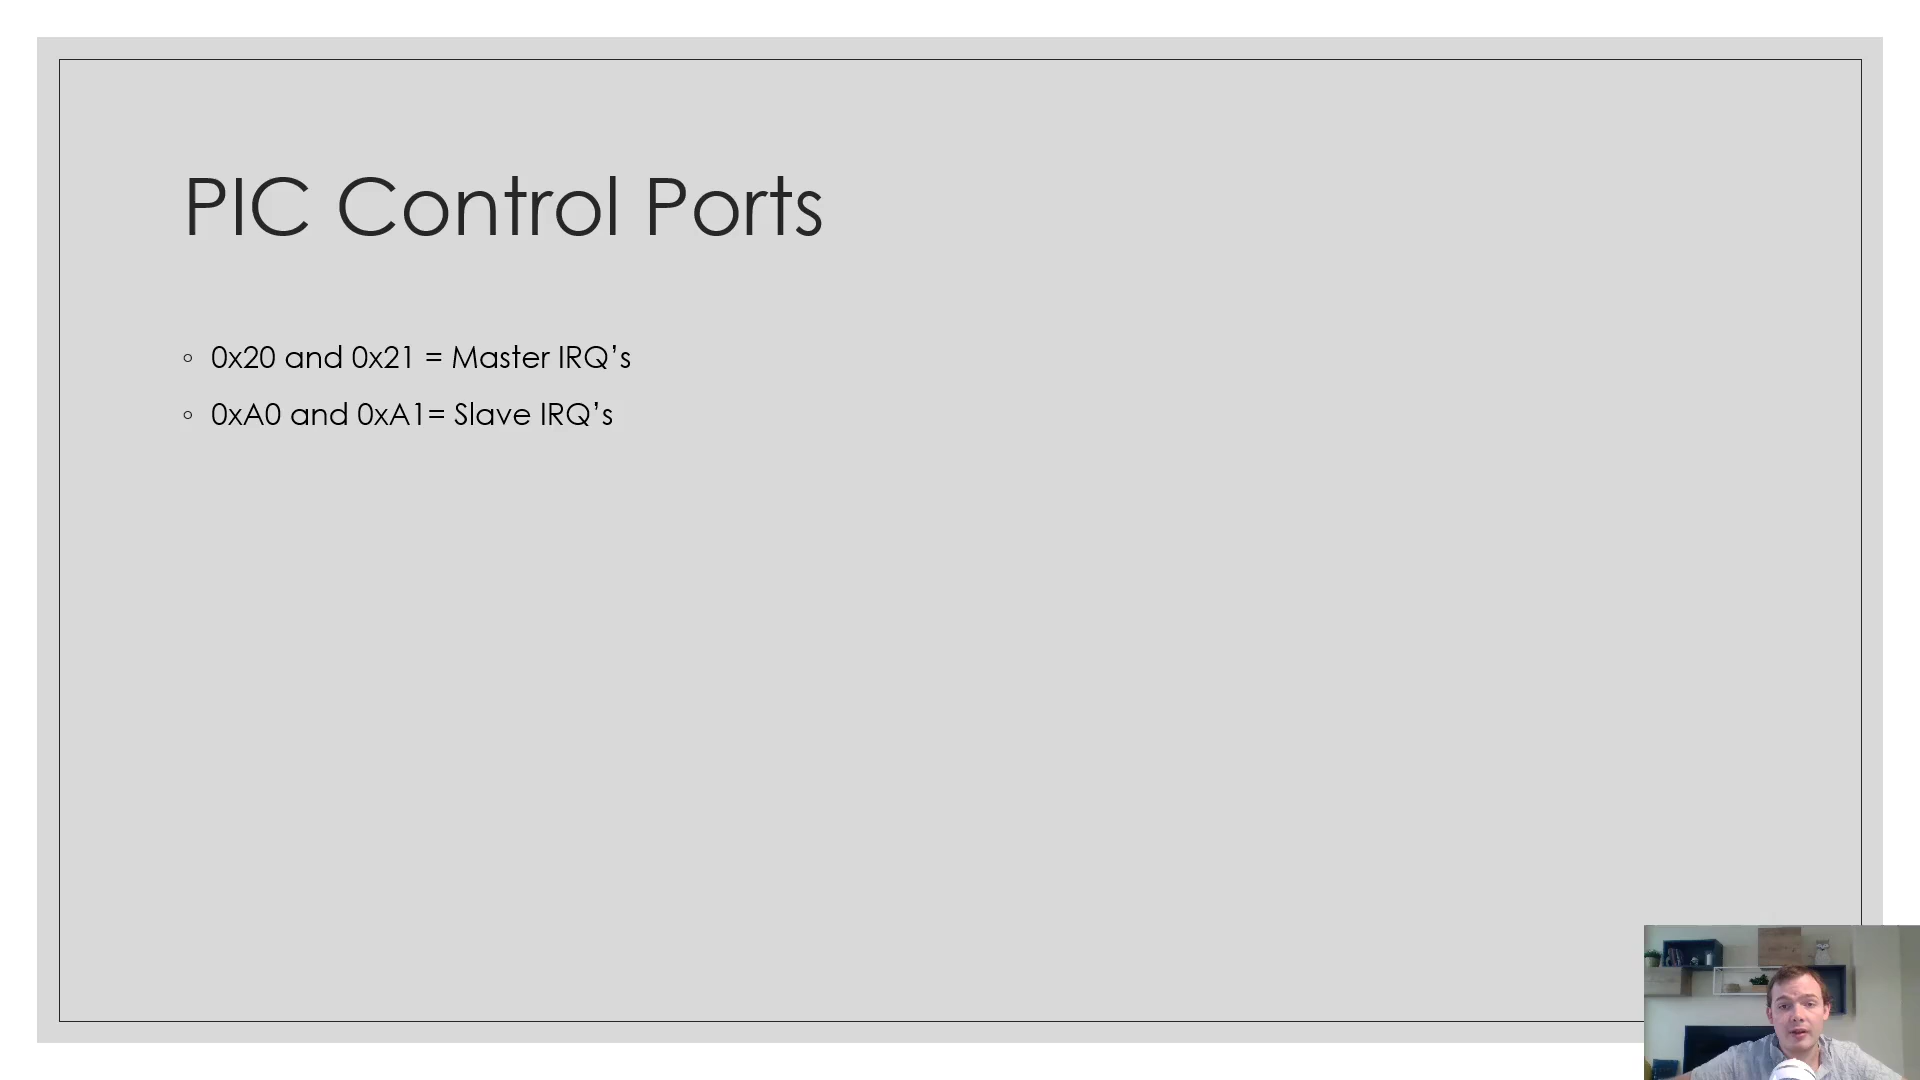 PIC Control Ports
0x20 and 0x21 = Master IRQ’s
0xA0 and 0xA1= Slave IRQ’s